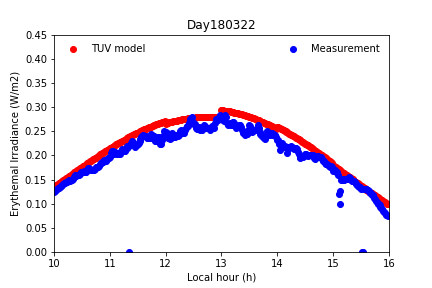 Day180322
TUV model
Measurement
Erythemal Irradiance (W/m2)
0.45
0.40
0.35
0.30
0.25
0.20
0.15
0.10
0.05
0.00
10 11 12 13 14 15 16
Local hour (h)